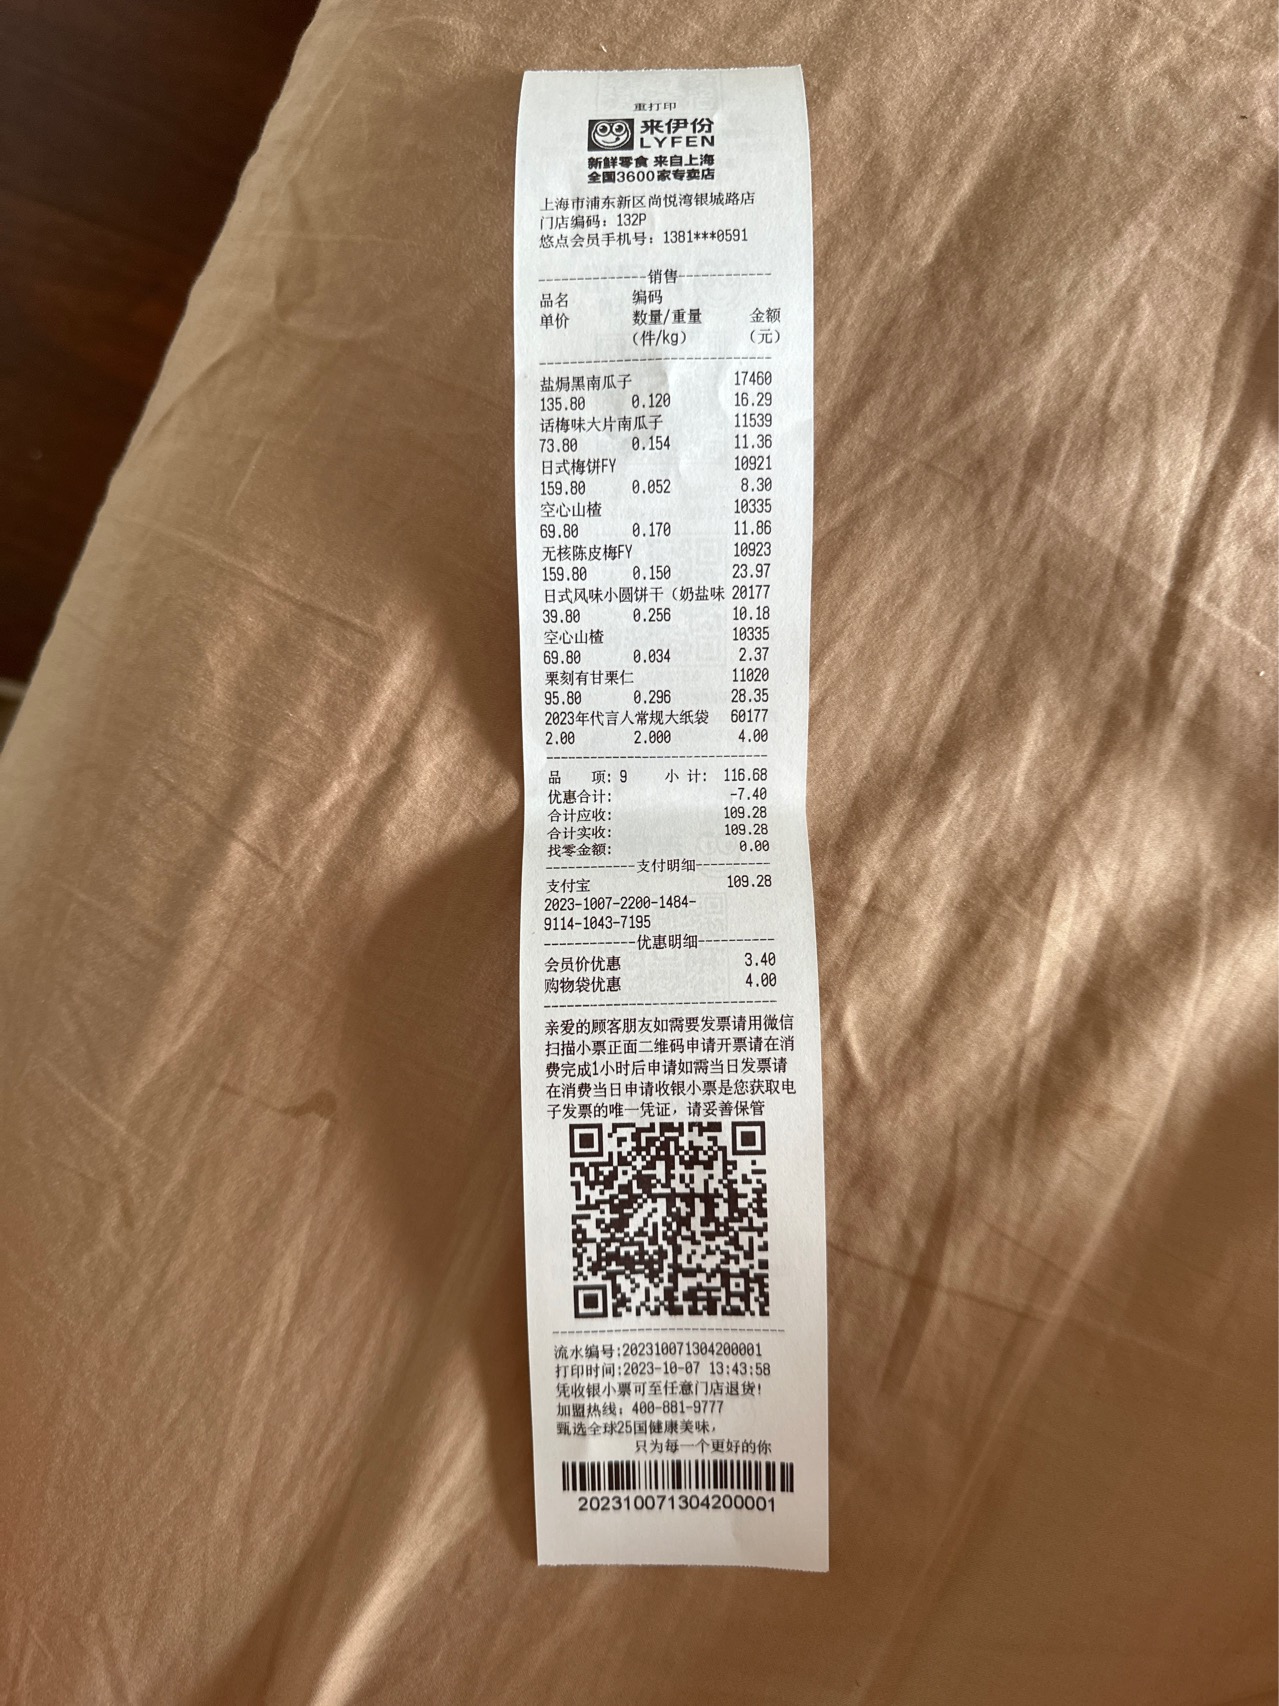 重打印
来伊份
LYFEN
新鲜零食 来自上海
全国3600家专卖店
上海市浦东新区尚悦湾银城路店
门店编码：132P
悠点会员手机号：1381***0591
--------------销售------------
品名 编码
单价 数量/重量 金额
（件/kg） （元）
------------------------------
盐焗黑南瓜子 17460
135.80 0.120 16.29
话梅味大片南瓜子 11539
73.80 0.154 11.36
日式梅饼FY 10921
159.80 0.052 8.30
空心山楂 10335
69.80 0.170 11.86
无核陈皮梅FY 10923
159.80 0.150 23.97
日式风味小圆饼干（奶盐味 20177
39.80 0.256 10.18
空心山楂 10335
69.80 0.034 2.37
栗刻有甘栗仁 11020
95.80 0.296 28.35
2023年代言人常规大纸袋 60177
2.00 2.000 4.00
------------------------------
品 项: 9 小 计: 116.68
优惠合计: -7.40
合计应收: 109.28
合计实收: 109.28
找零金额: 0.00
------------支付明细----------
支付宝 109.28
2023-1007-2200-1484-
9114-1043-7195
------------优惠明细----------
会员价优惠 3.40
购物袋优惠 4.00
------------------------------
亲爱的顾客朋友如需要发票请用微信
扫描小票正面二维码申请开票请在消
费完成1小时后申请如需当日发票请
在消费当日申请收银小票是您获取电
子发票的唯一凭证，请妥善保管
------------------------------
流水编号:202310071304200001
打印时间:2023-10-07 13:43:58
凭收银小票可至任意门店退货!
加盟热线：400-881-9777
甄选全球25国健康美味，
只为每一个更好的你
202310071304200001